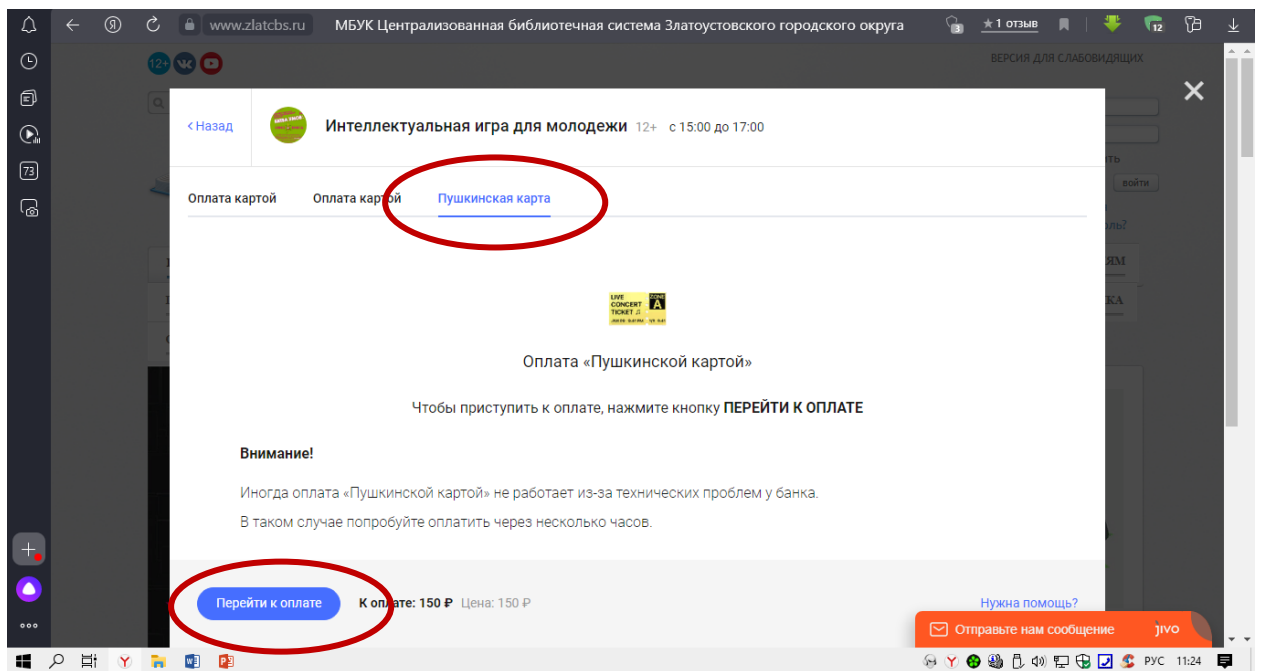 www.zlatcbs.ru МБУК Централизованная библиотечная система Златоустовского городского округа 3 ★ 1 отзыв 12
12+ ВЕРСИЯ ДЛЯ СЛАБОВИДЯЩИХ
< Назад Интеллектуальная игра для молодежи 12+ с 15:00 до 17:00
73
войти
Оплата картой Оплата картой Пушкинская карта
LIVE
CONCERT
TICKET
ZONE
A
Оплата «Пушкинской картой»
Чтобы приступить к оплате, нажмите кнопку ПЕРЕЙТИ К ОПЛАТЕ
Внимание!
Иногда оплата «Пушкинской картой» не работает из-за технических проблем у банка.
В таком случае попробуйте оплатить через несколько часов.
Перейти к оплате К оплате: 150 ₽ Цена: 150 ₽ Нужна помощь?
Отправьте нам сообщение jivo
РУС 11:24